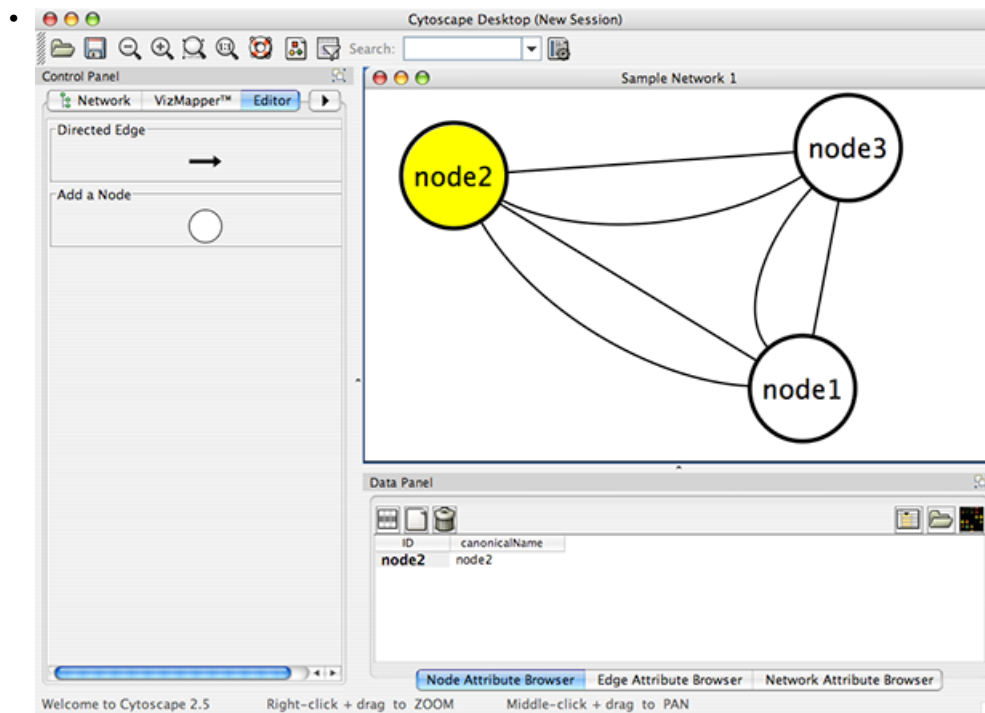 Cytoscape Desktop (New Session)
Search:
Control Panel
Network VizMapper™ Editor
Directed Edge
Add a Node
Sample Network 1
node2
node3
node1
Data Panel
ID canonicalName
node2 node2
Node Attribute Browser Edge Attribute Browser Network Attribute Browser
Welcome to Cytoscape 2.5 Right-click + drag to ZOOM Middle-click + drag to PAN